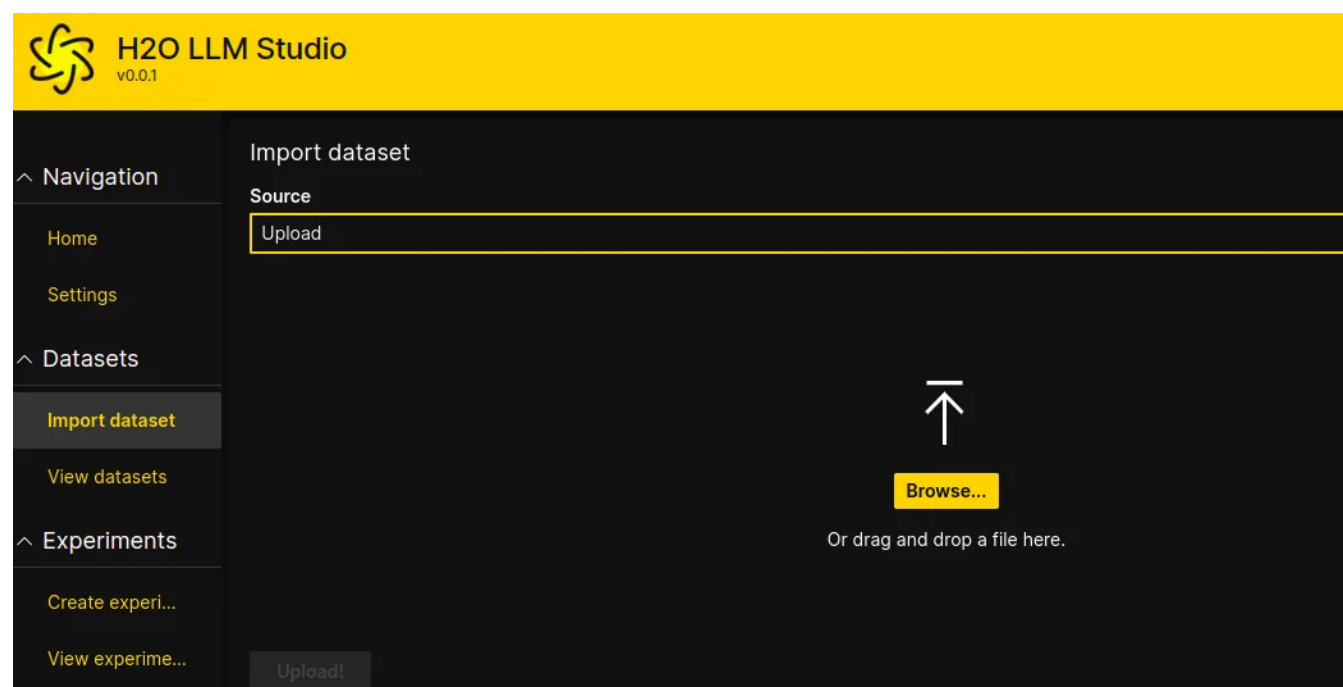 H2O LLM Studio
v0.0.1
Navigation
Home
Settings
Datasets
Import dataset
View datasets
Experiments
Create experi...
View experime...
Import dataset
Source
Upload
Browse...
Or drag and drop a file here.
Upload!